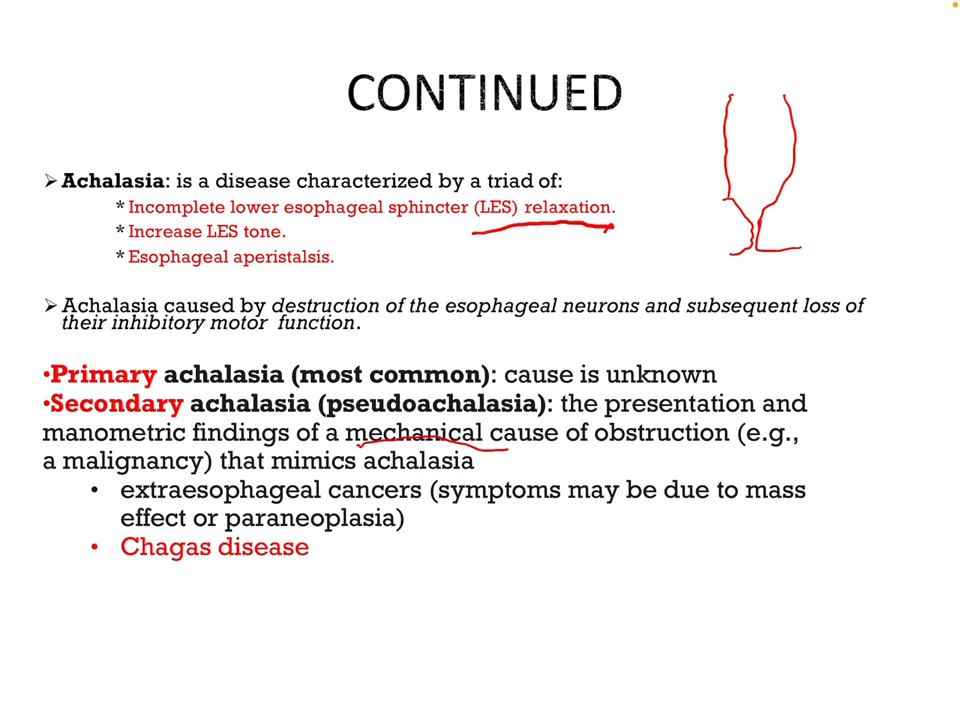 CONTINUED
➢Achalasia: is a disease characterized by a triad of:
* Incomplete lower esophageal sphincter (LES) relaxation.
* Increase LES tone.
* Esophageal aperistalsis.
➢Achalasia caused by destruction of the esophageal neurons and subsequent loss of
their inhibitory motor function.
•Primary achalasia (most common): cause is unknown
•Secondary achalasia (pseudoachalasia): the presentation and
manometric findings of a mechanical cause of obstruction (e.g.,
a malignancy) that mimics achalasia
• extraesophageal cancers (symptoms may be due to mass
effect or paraneoplasia)
• Chagas disease